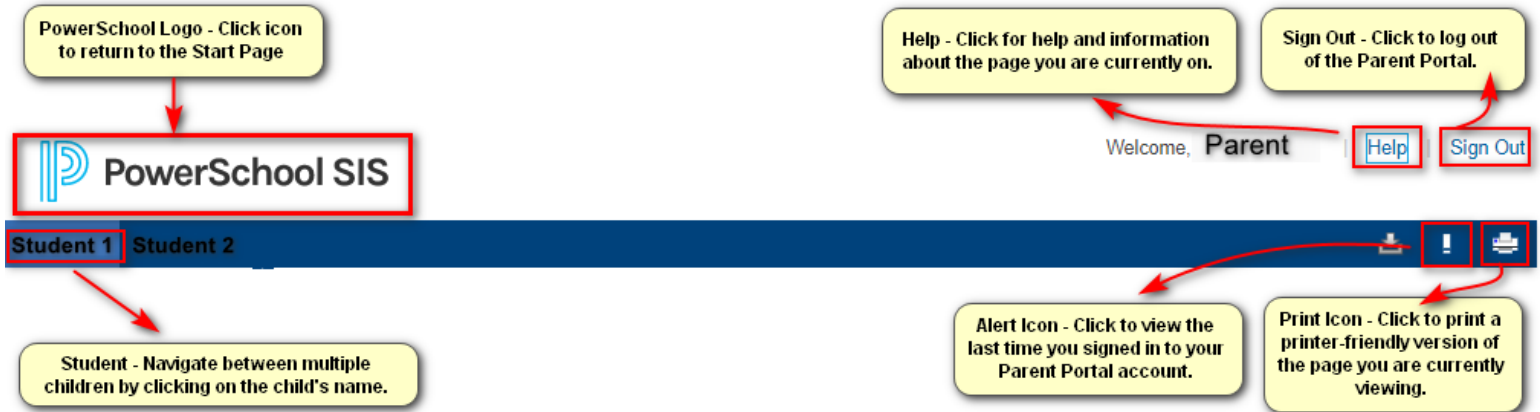 PowerSchool Logo - Click icon
to return to the Start Page
Help - Click for help and information
about the page you are currently on.
Sign Out - Click to log out
of the Parent Portal.
PowerSchool SIS
Welcome, Parent | Help | Sign Out
Student 1 Student 2
Student - Navigate between multiple
children by clicking on the child's name.
Alert Icon - Click to view the
last time you signed in to your
Parent Portal account.
Print Icon - Click to print a
printer-friendly version of
the page you are currently
viewing.